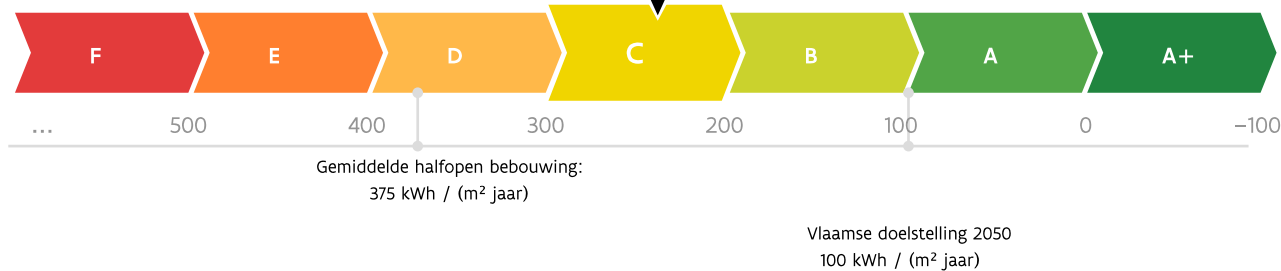 F E D C B A A+
... 500 400 300 200 100 0 –100
Gemiddelde halfopen bebouwing:
375 kWh / (m² jaar)
Vlaamse doelstelling 2050
100 kWh / (m² jaar)